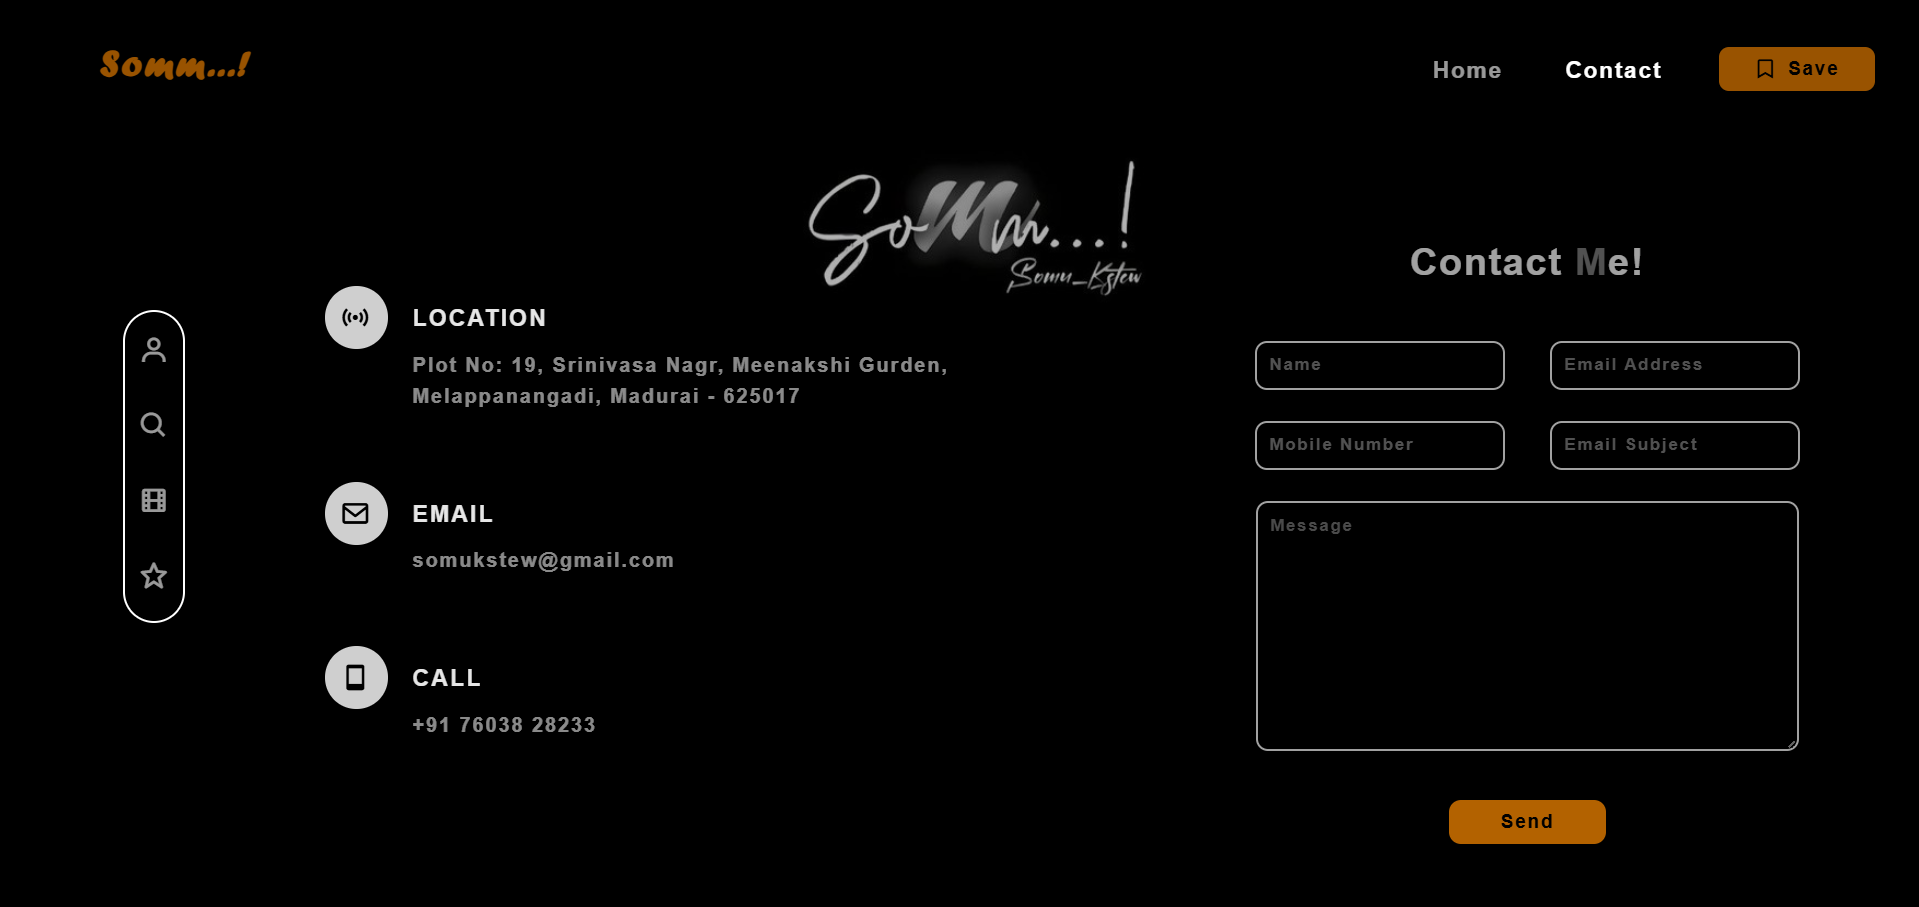 Somm...!
Home
Contact
Save
SoMm...!
Somu_Kstew
LOCATION
Plot No: 19, Srinivasa Nagr, Meenakshi Gurden,
Melappanangadi, Madurai - 625017
EMAIL
somukstew@gmail.com
CALL
+91 76038 28233
Contact Me!
Name
Email Address
Mobile Number
Email Subject
Message
Send